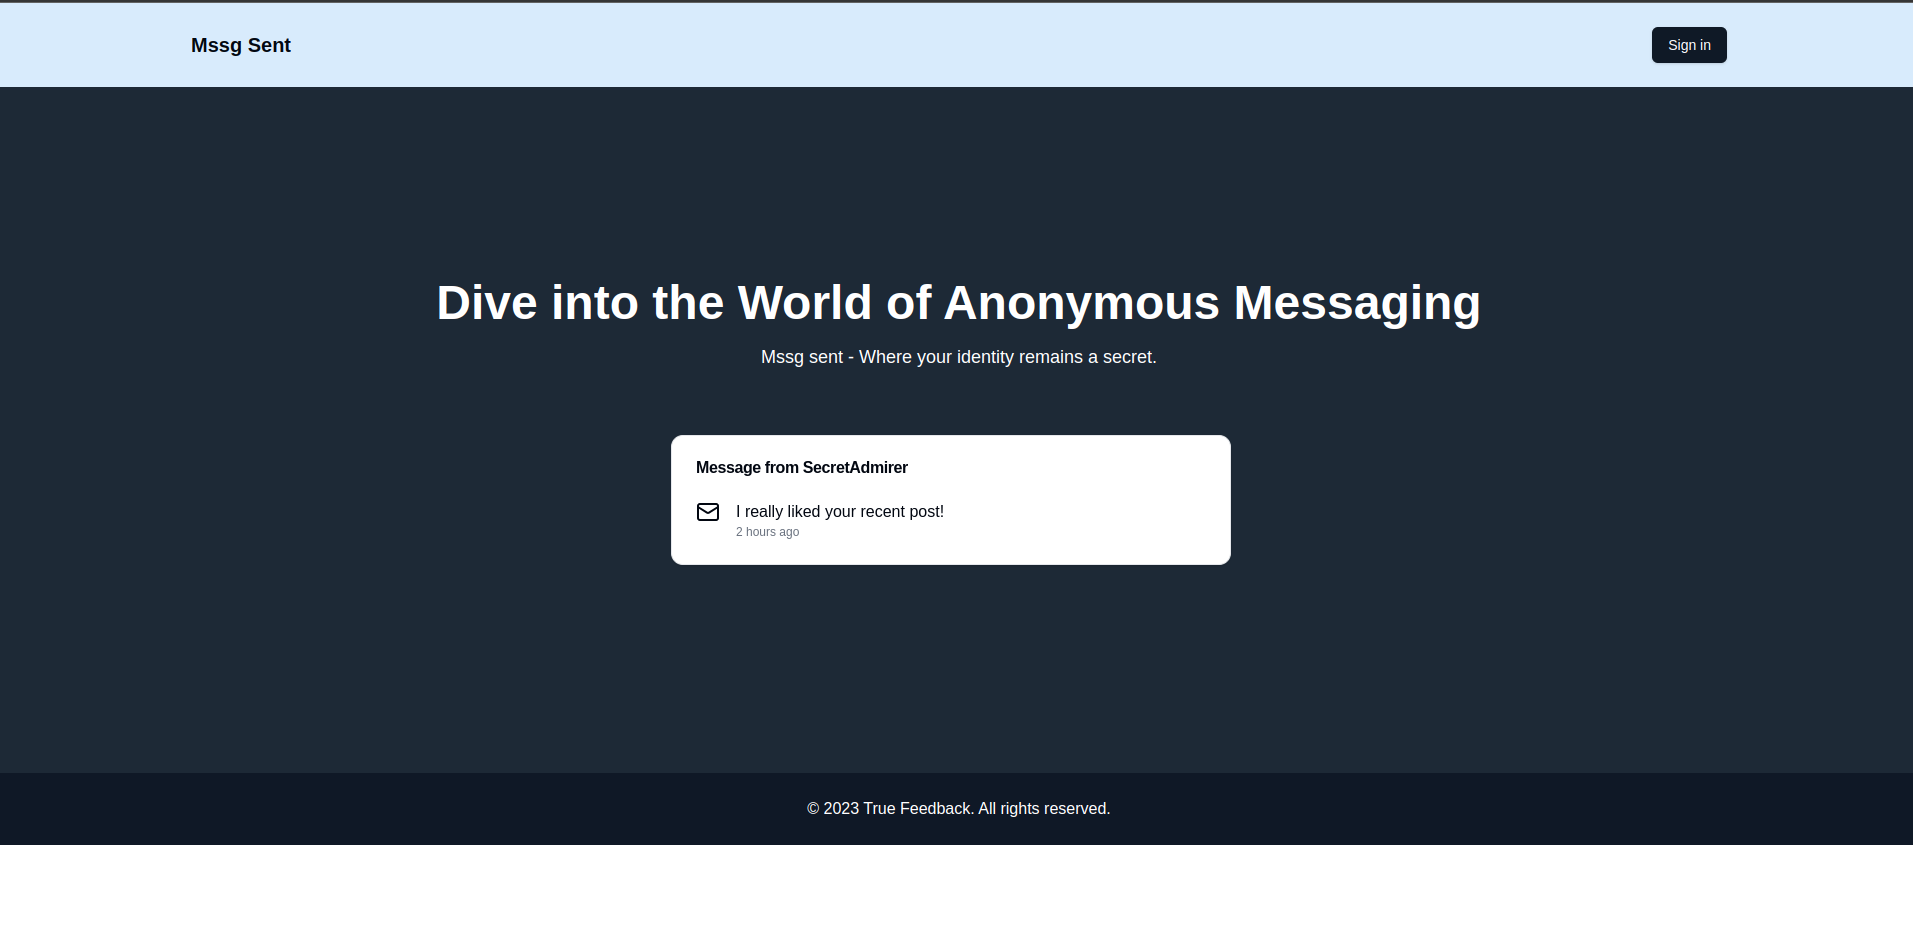 Mssg Sent
Sign in
Dive into the World of Anonymous Messaging
Mssg sent - Where your identity remains a secret.
Message from SecretAdmirer
I really liked your recent post!
2 hours ago
© 2023 True Feedback. All rights reserved.